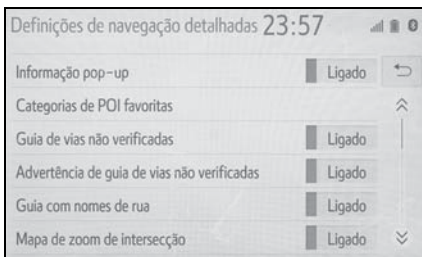 Definições de navegação detalhadas 23:57
Informação pop-up Ligado
Categorias de POI favoritas
Guia de vias não verificadas Ligado
Advertência de guia de vias não verificadas Ligado
Guia com nomes de rua Ligado
Mapa de zoom de intersecção Ligado